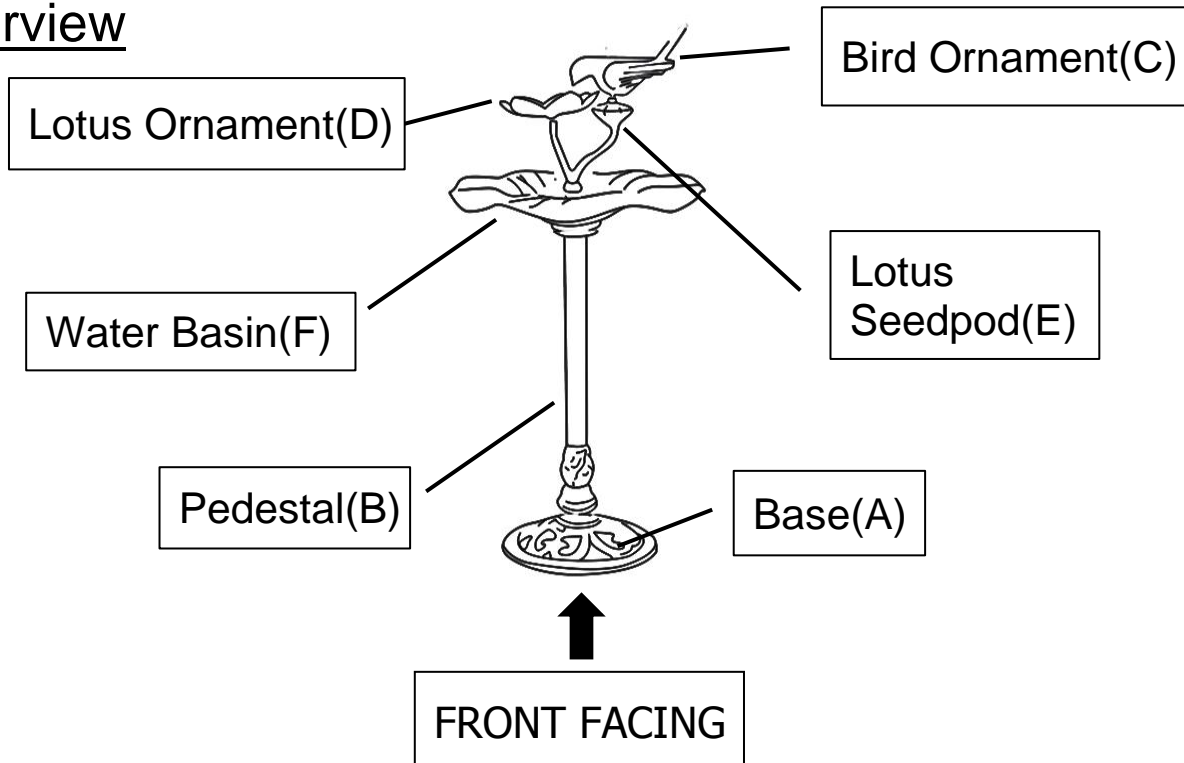 rview
Bird Ornament(C)
Lotus Ornament(D)
Lotus
Seedpod(E)
Water Basin(F)
Pedestal(B)
Base(A)
FRONT FACING